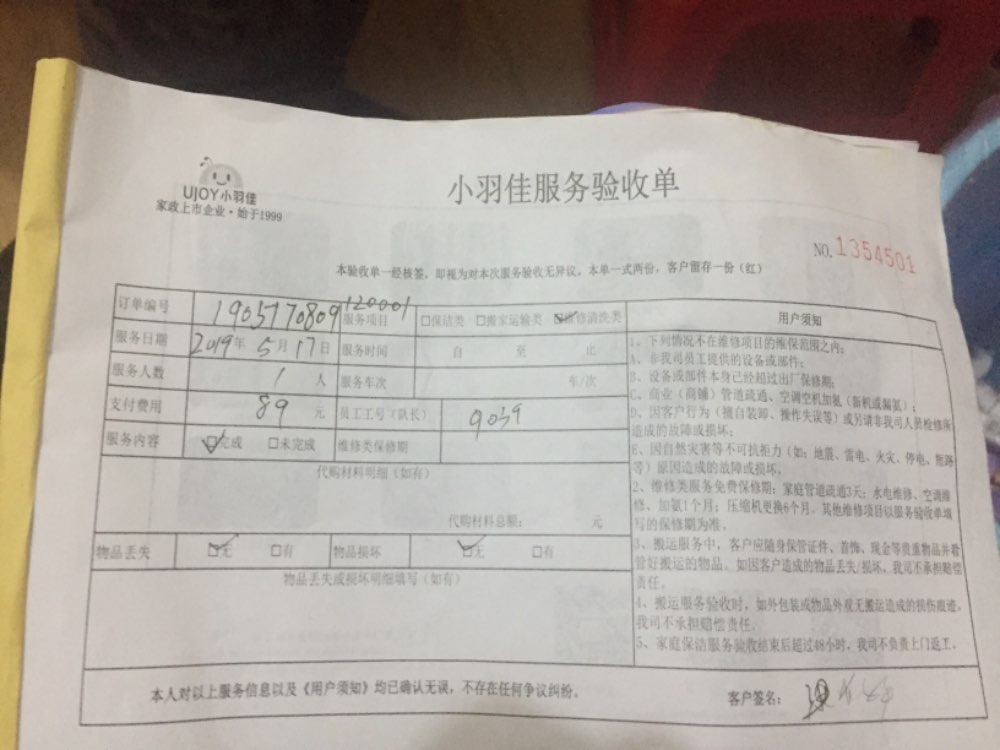 UJOY小羽佳
家政上市企业·始于1999
小羽佳服务验收单
NO.1354501
本验收单一经核签，即视为对本次服务验收无异议。本单一式两份，客户留存一份（红）
订单编号 1905170809120001 服务项目 □保洁类 □搬家运输类 ☑维修清洗类
服务日期 2019年5月17日 服务时间 自 至 止
服务人数 1 人 服务车次 车/次
支付费用 89 元 员工工号（队长） 9039
服务内容 ☑完成 □未完成 维修类保修期
代购材料明细（如有）
代购材料总额： 元
物品丢失 ☑无 □有 物品损坏 ☑无 □有
物品丢失或损坏明细填写（如有）
用户须知
1、下列情况不在维修项目的维保范围之内：
A、非我司员工提供的设备或部件；
B、设备或部件本身已经超过出厂保修期；
C、商业（商铺）管道疏通、空调空机加氟（新机或漏氟）；
D、因客户行为（擅自装卸、操作失误等）或另请非我司人员检修所
造成的故障或损坏；
E、因自然灾害等不可抗拒力（如：地震、雷电、火灾、停电、短路
等）原因造成的故障或损坏。
2、维修类服务免费保修期：家庭管道疏通3天；水电维修、空调维
修、加氨1个月；压缩机更换6个月，其他维修项目以服务验收单填
写的保修期为准。
3、搬运服务中，客户应随身保管证件、首饰、现金等贵重物品并看
管好搬运的物品。如因客户造成的物品丢失/损坏，我司不承担赔偿
责任。
4、搬运服务验收时，如外包装或物品外观无搬运造成的损伤痕迹，
我司不承担赔偿责任。
5、家庭保洁服务验收结束后超过48小时，我司不负责上门返工。
本人对以上服务信息以及《用户须知》均已确认无误，不存在任何争议纠纷。 客户签名：